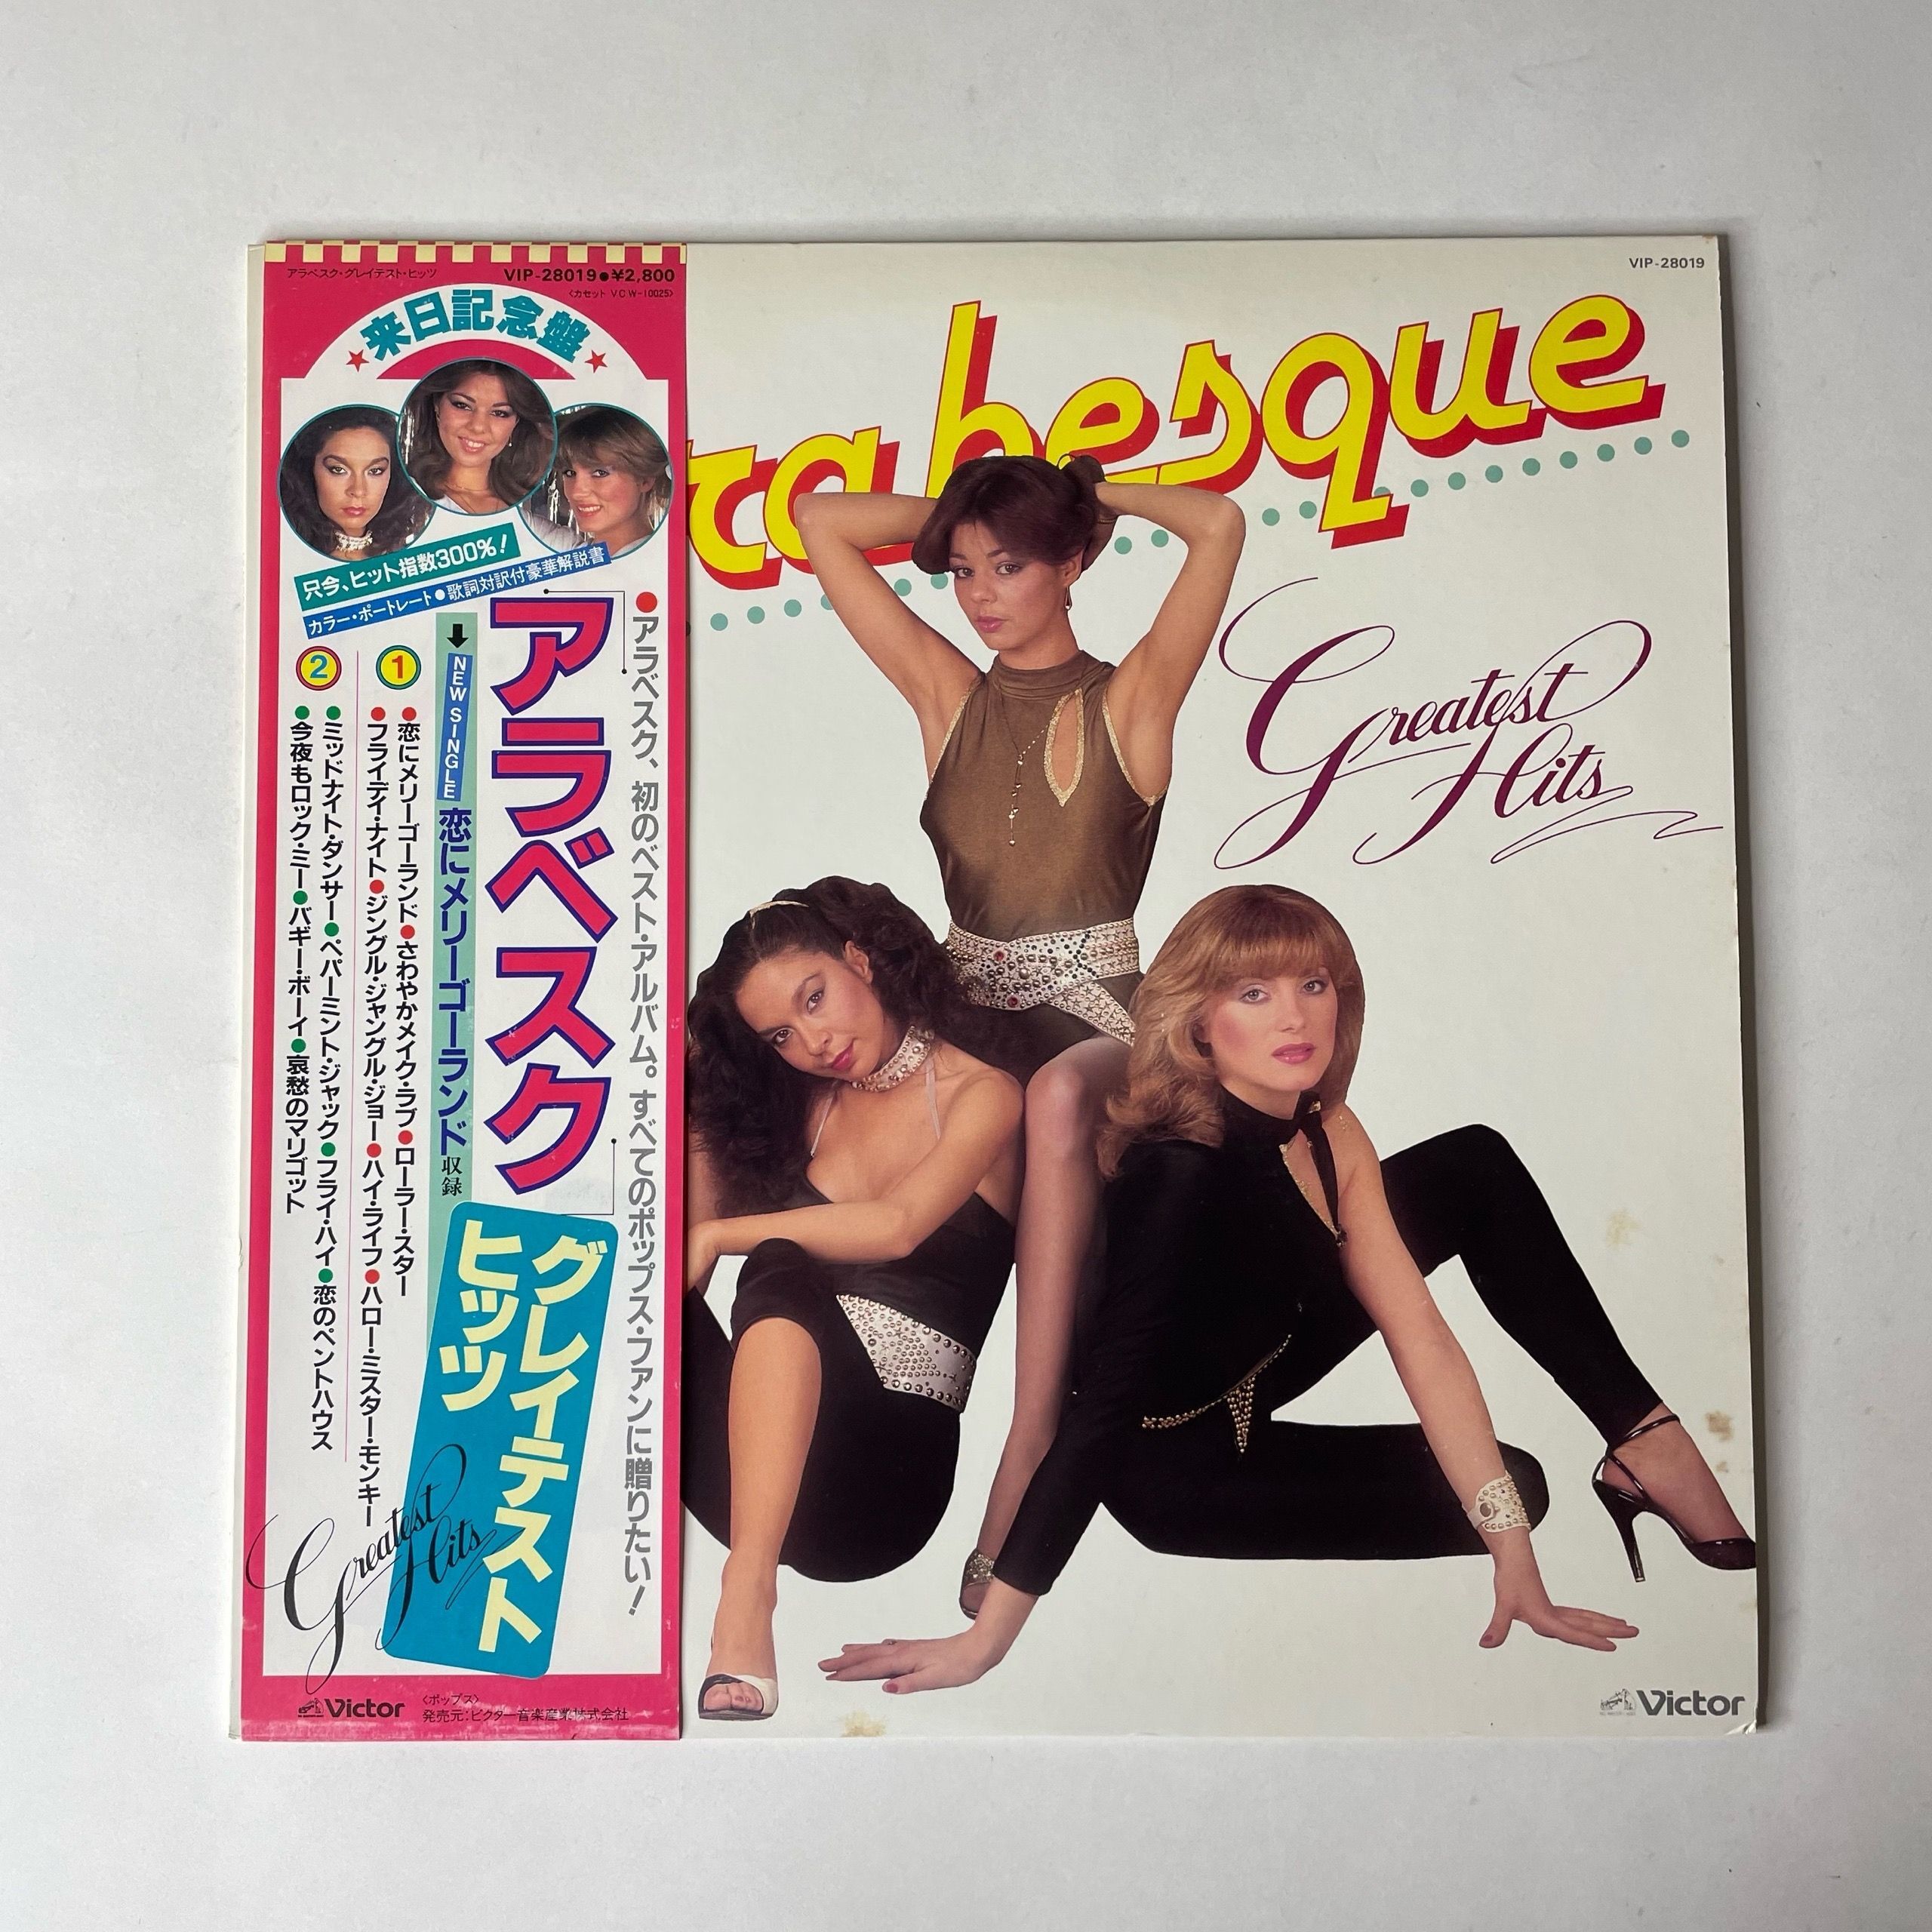 アラベスク・グレイテスト・ヒッツ
VIP-28019●¥2,800
〈カセット VCW-10025〉
★来日記念盤★
只今、ヒット指数300%!
カラー・ポートレート●歌詞対訳付豪華解説書
●アラベスク、初のベスト・アルバム。すべてのポップス・ファンに贈りたい!
「アラベスク」
グレイテスト
ヒッツ
Greatest
Hits
↓NEW SINGLE 恋にメリーゴーランド収録
1
●恋にメリーゴーランド●さわやかメイク・ラブ●ローラー・スター
●フライデイ・ナイト●ジングル・ジャングル・ジョー●ハイ・ライフ●ハロー・ミスター・モンキー
2
●ミッドナイト・ダンサー●ペパーミント・ジャック●フライ・ハイ●恋のペントハウス
●今夜もロック・ミー●バギー・ボーイ●哀愁のマリゴット
Victor
〈ポップス〉
発売元:ビクター音楽産業株式会社
VIP-28019
rabesque
Greatest
Hits
Victor